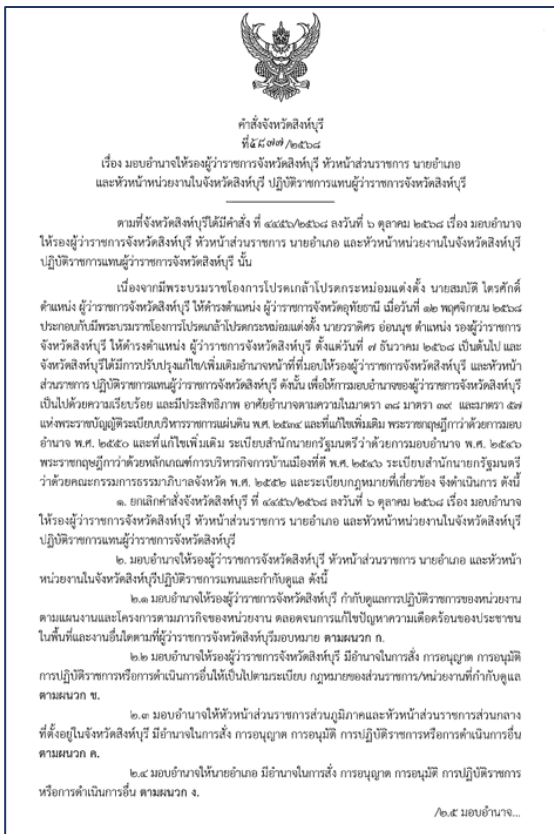 คำสั่งจังหวัดสิงห์บุรี
ที่ ๕๘๗๗ /๒๕๖๘
เรื่อง มอบอำนาจให้รองผู้ว่าราชการจังหวัดสิงห์บุรี หัวหน้าส่วนราชการ นายอำเภอ
และหัวหน้าหน่วยงานในจังหวัดสิงห์บุรี ปฏิบัติราชการแทนผู้ว่าราชการจังหวัดสิงห์บุรี
ตามที่จังหวัดสิงห์บุรีได้มีคำสั่ง ที่ ๔๔๕๖/๒๕๖๘ ลงวันที่ ๖ ตุลาคม ๒๕๖๘ เรื่อง มอบอำนาจ
ให้รองผู้ว่าราชการจังหวัดสิงห์บุรี หัวหน้าส่วนราชการ นายอำเภอ และหัวหน้าหน่วยงานในจังหวัดสิงห์บุรี
ปฏิบัติราชการแทนผู้ว่าราชการจังหวัดสิงห์บุรี นั้น
เนื่องจากมีพระบรมราชโองการโปรดเกล้าโปรดกระหม่อมแต่งตั้ง นายสมบัติ ไตรศักดิ์
ตำแหน่ง ผู้ว่าราชการจังหวัดสิงห์บุรี ให้ดำรงตำแหน่ง ผู้ว่าราชการจังหวัดอุทัยธานี เมื่อวันที่ ๑๒ พฤศจิกายน ๒๕๖๘
ประกอบกับมีพระบรมราชโองการโปรดเกล้าโปรดกระหม่อมแต่งตั้ง นายวราดิศร อ่อนนุช ตำแหน่ง รองผู้ว่าราชการ
จังหวัดสิงห์บุรี ให้ดำรงตำแหน่ง ผู้ว่าราชการจังหวัดสิงห์บุรี ตั้งแต่วันที่ ๗ ธันวาคม ๒๕๖๘ เป็นต้นไป และ
จังหวัดสิงห์บุรีได้มีการปรับปรุงแก้ไข/เพิ่มเติมอำนาจหน้าที่ที่มอบให้รองผู้ว่าราชการจังหวัดสิงห์บุรี และหัวหน้า
ส่วนราชการ ปฏิบัติราชการแทนผู้ว่าราชการจังหวัดสิงห์บุรี ดังนั้น เพื่อให้การมอบอำนาจของผู้ว่าราชการจังหวัดสิงห์บุรี
เป็นไปด้วยความเรียบร้อย และมีประสิทธิภาพ อาศัยอำนาจตามความในมาตรา ๓๘ มาตรา ๓๙ และมาตรา ๕๗
แห่งพระราชบัญญัติระเบียบบริหารราชการแผ่นดิน พ.ศ. ๒๕๓๔ และที่แก้ไขเพิ่มเติม พระราชกฤษฎีกาว่าด้วยการมอบ
อำนาจ พ.ศ. ๒๕๕๐ และที่แก้ไขเพิ่มเติม ระเบียบสำนักนายกรัฐมนตรีว่าด้วยการมอบอำนาจ พ.ศ. ๒๕๔๖
พระราชกฤษฎีกาว่าด้วยหลักเกณฑ์การบริหารกิจการบ้านเมืองที่ดี พ.ศ. ๒๕๔๖ ระเบียบสำนักนายกรัฐมนตรี
ว่าด้วยคณะกรรมการธรรมาภิบาลจังหวัด พ.ศ. ๒๕๕๒ และระเบียบกฎหมายที่เกี่ยวข้อง จึงดำเนินการ ดังนี้
๑. ยกเลิกคำสั่งจังหวัดสิงห์บุรี ที่ ๔๔๕๖/๒๕๖๘ ลงวันที่ ๖ ตุลาคม ๒๕๖๘ เรื่อง มอบอำนาจ
ให้รองผู้ว่าราชการจังหวัดสิงห์บุรี หัวหน้าส่วนราชการ นายอำเภอ และหัวหน้าหน่วยงานในจังหวัดสิงห์บุรี
ปฏิบัติราชการแทนผู้ว่าราชการจังหวัดสิงห์บุรี
๒. มอบอำนาจให้รองผู้ว่าราชการจังหวัดสิงห์บุรี หัวหน้าส่วนราชการ นายอำเภอ และหัวหน้า
หน่วยงานในจังหวัดสิงห์บุรีปฏิบัติราชการแทนและกำกับดูแล ดังนี้
๒.๑ มอบอำนาจให้รองผู้ว่าราชการจังหวัดสิงห์บุรี กำกับดูแลการปฏิบัติราชการของหน่วยงาน
ตามแผนงานและโครงการตามภารกิจของหน่วยงาน ตลอดจนการแก้ไขปัญหาความเดือดร้อนของประชาชน
ในพื้นที่และงานอื่นใดตามที่ผู้ว่าราชการจังหวัดสิงห์บุรีมอบหมาย ตามผนวก ก.
๒.๒ มอบอำนาจให้รองผู้ว่าราชการจังหวัดสิงห์บุรี มีอำนาจในการสั่ง การอนุญาต การอนุมัติ
การปฏิบัติราชการหรือการดำเนินการอื่นให้เป็นไปตามระเบียบ กฎหมายของส่วนราชการ/หน่วยงานที่กำกับดูแล
ตามผนวก ข.
๒.๓ มอบอำนาจให้หัวหน้าส่วนราชการส่วนภูมิภาคและหัวหน้าส่วนราชการส่วนกลาง
ที่ตั้งอยู่ในจังหวัดสิงห์บุรี มีอำนาจในการสั่ง การอนุญาต การอนุมัติ การปฏิบัติราชการหรือการดำเนินการอื่น
ตามผนวก ค.
๒.๔ มอบอำนาจให้นายอำเภอ มีอำนาจในการสั่ง การอนุญาต การอนุมัติ การปฏิบัติราชการ
หรือการดำเนินการอื่น ตามผนวก ง.
/๒.๕ มอบอำนาจ...